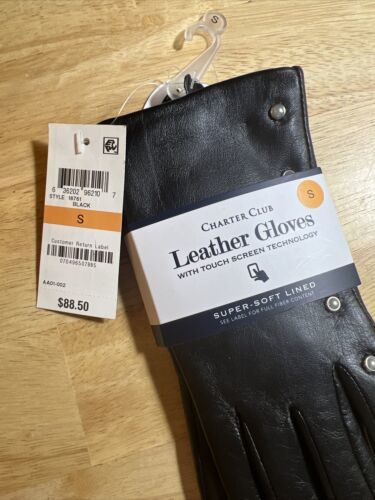 S
6 36202 96210 7
STYLE 18761
BLACK
S
Customer Return Label
070496507985
AA01-002
$88.50
CHARTER CLUB
S
Leather Gloves
WITH TOUCH SCREEN TECHNOLOGY
SUPER-SOFT LINED
SEE LABEL FOR FULL FIBER CONTENT